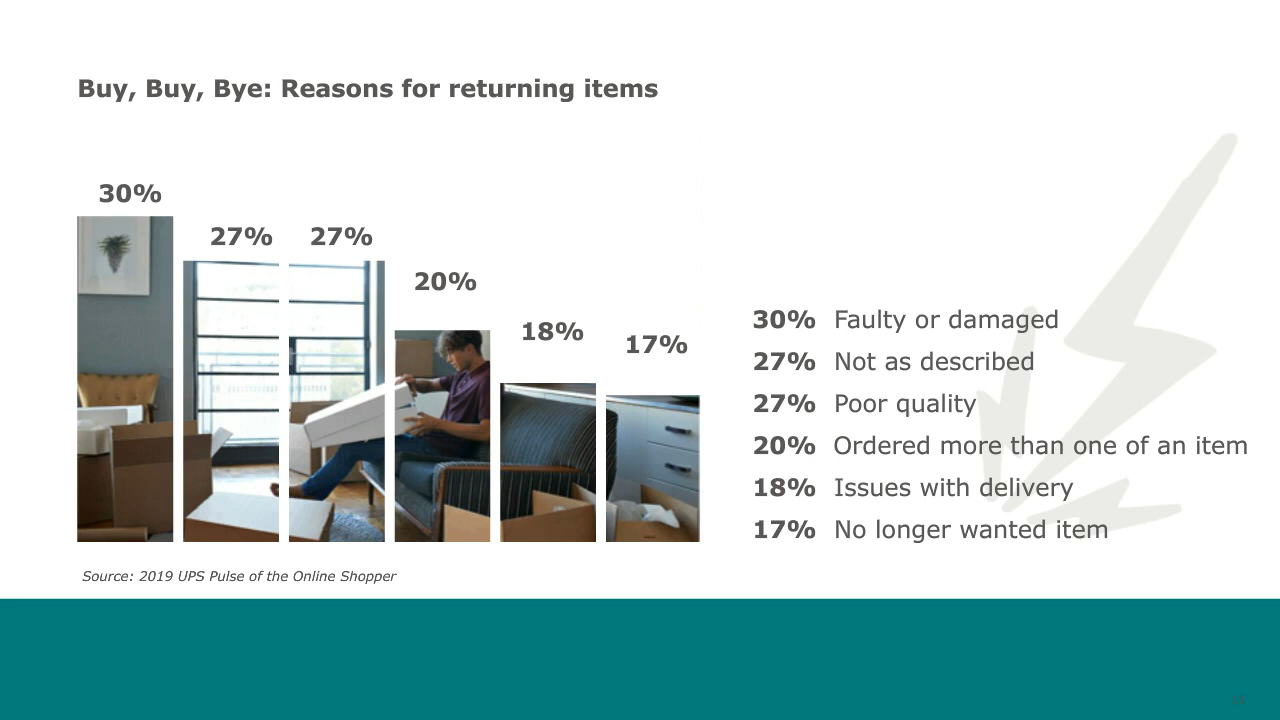 Buy, Buy, Bye: Reasons for returning items
30%
27%
27%
20%
18%
17%
30% Faulty or damaged
27% Not as described
27% Poor quality
20% Ordered more than one of an item
18% Issues with delivery
17% No longer wanted item
Source: 2019 UPS Pulse of the Online Shopper